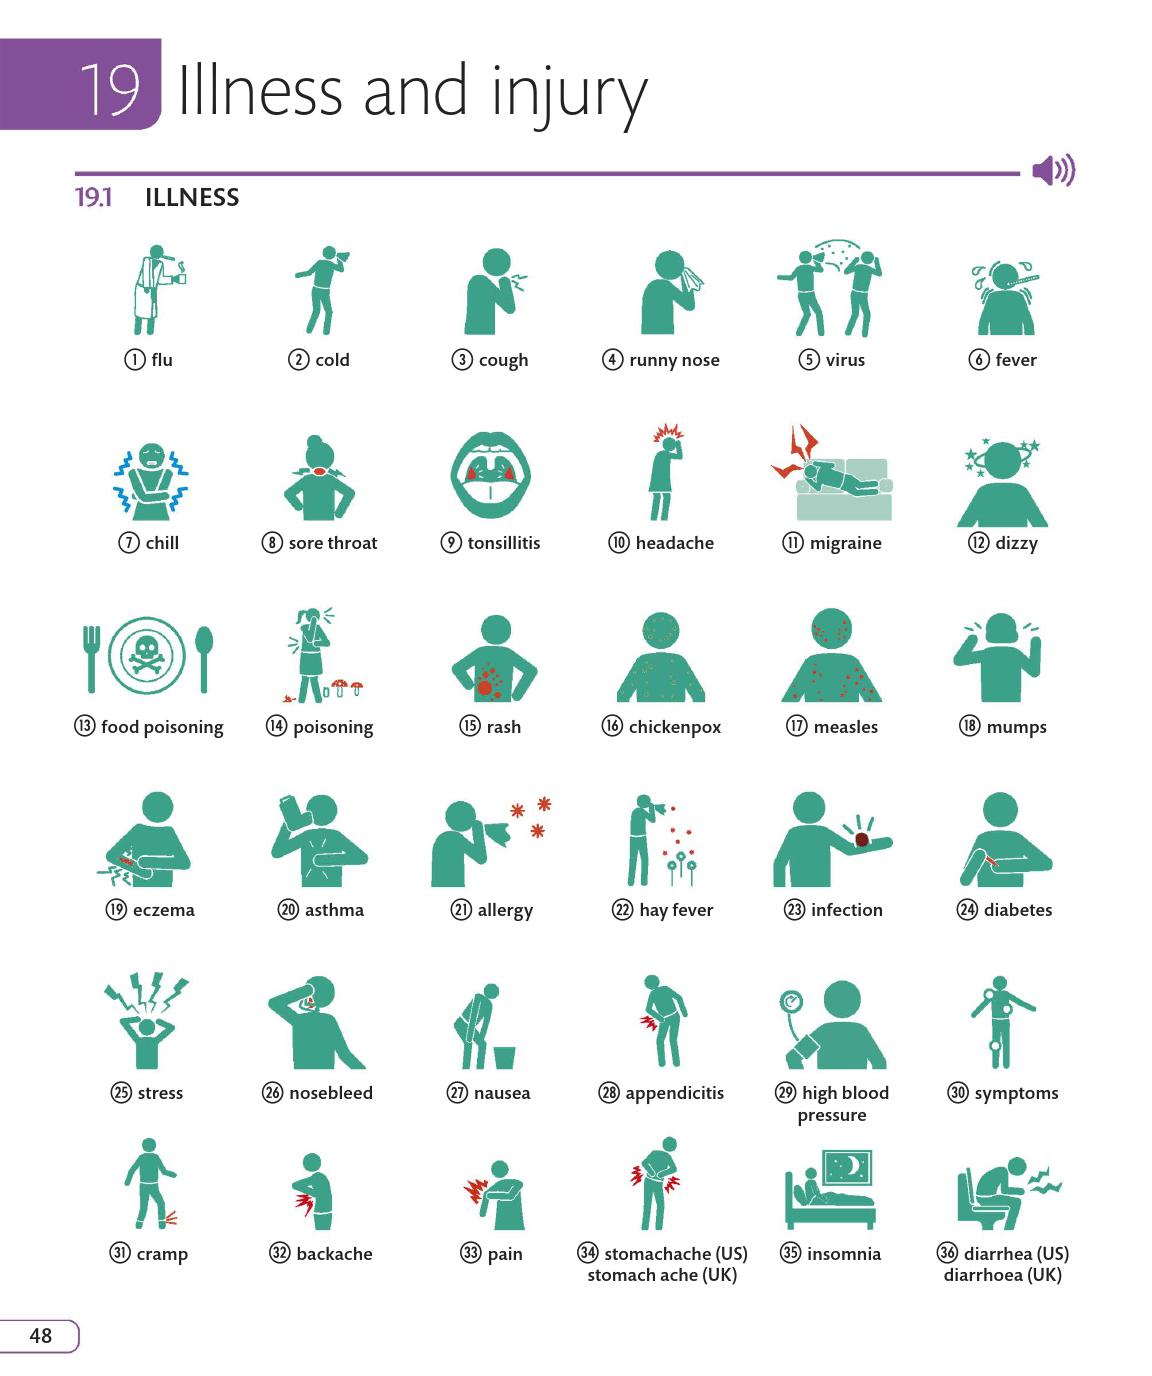 19 Illness and injury
19.1 ILLNESS
1 flu
2 cold
3 cough
4 runny nose
5 virus
6 fever
7 chill
8 sore throat
9 tonsillitis
10 headache
11 migraine
12 dizzy
13 food poisoning
14 poisoning
15 rash
16 chickenpox
17 measles
18 mumps
19 eczema
20 asthma
21 allergy
22 hay fever
23 infection
24 diabetes
25 stress
26 nosebleed
27 nausea
28 appendicitis
29 high blood
pressure
30 symptoms
31 cramp
32 backache
33 pain
34 stomachache (US)
stomach ache (UK)
35 insomnia
36 diarrhea (US)
diarrhoea (UK)
48